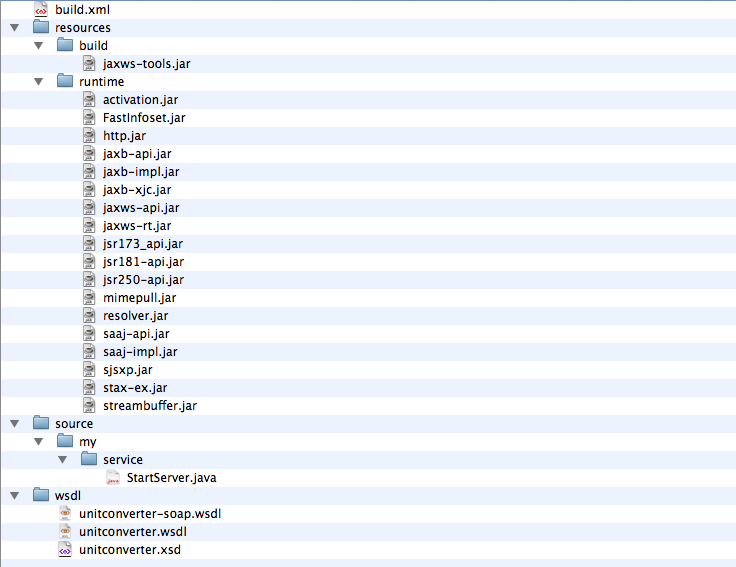 build.xml
resources
build
jaxws-tools.jar
runtime
activation.jar
FastInfoset.jar
http.jar
jaxb-api.jar
jaxb-impl.jar
jaxb-xjc.jar
jaxws-api.jar
jaxws-rt.jar
jsr173_api.jar
jsr181-api.jar
jsr250-api.jar
mimepull.jar
resolver.jar
saaj-api.jar
saaj-impl.jar
sjsxp.jar
stax-ex.jar
streambuffer.jar
source
my
service
StartServer.java
wsdl
unitconverter-soap.wsdl
unitconverter.wsdl
unitconverter.xsd